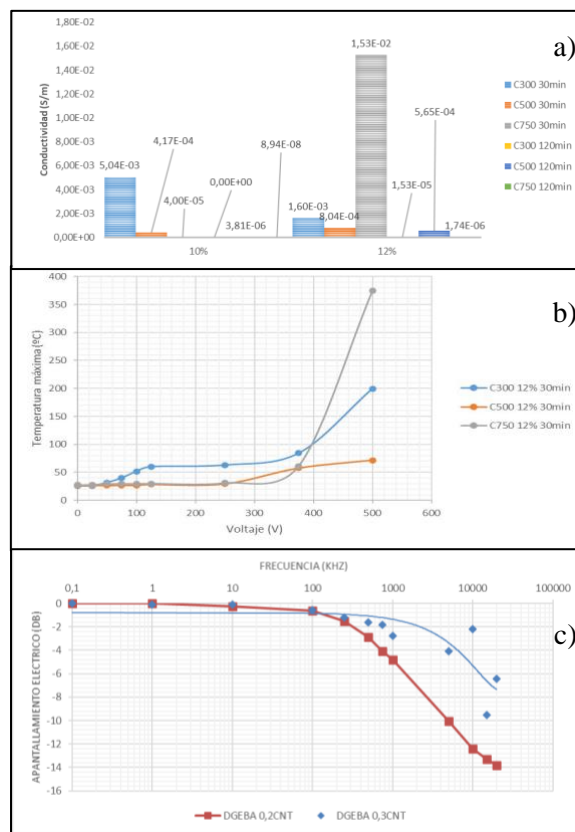 a)
1,80E-02
1,60E-02
1,40E-02
1,20E-02
1,00E-02
8,00E-03
6,00E-03
4,00E-03
2,00E-03
0,00E+00
Conductividad (S/m)
5,04E-03
4,17E-04
4,00E-05
0,00E+00
3,81E-06
8,94E-08
1,60E-03
8,04E-04
1,53E-02
1,53E-05
5,65E-04
1,74E-06
10%
12%
C300 30min
C500 30min
C750 30min
C300 120min
C500 120min
C750 120min
b)
400
350
300
250
200
150
100
50
0
Temperatura máxima (ºC)
0 100 200 300 400 500 600
Voltaje (V)
C300 12% 30min
C500 12% 30min
C750 12% 30min
c)
FRECUENCIA (KHZ)
0,1 1 10 100 1000 10000 100000
0
-2
-4
-6
-8
-10
-12
-14
-16
APANTALLAMIENTO ELECTRICO (DB)
DGEBA 0,2CNT
DGEBA 0,3CNT